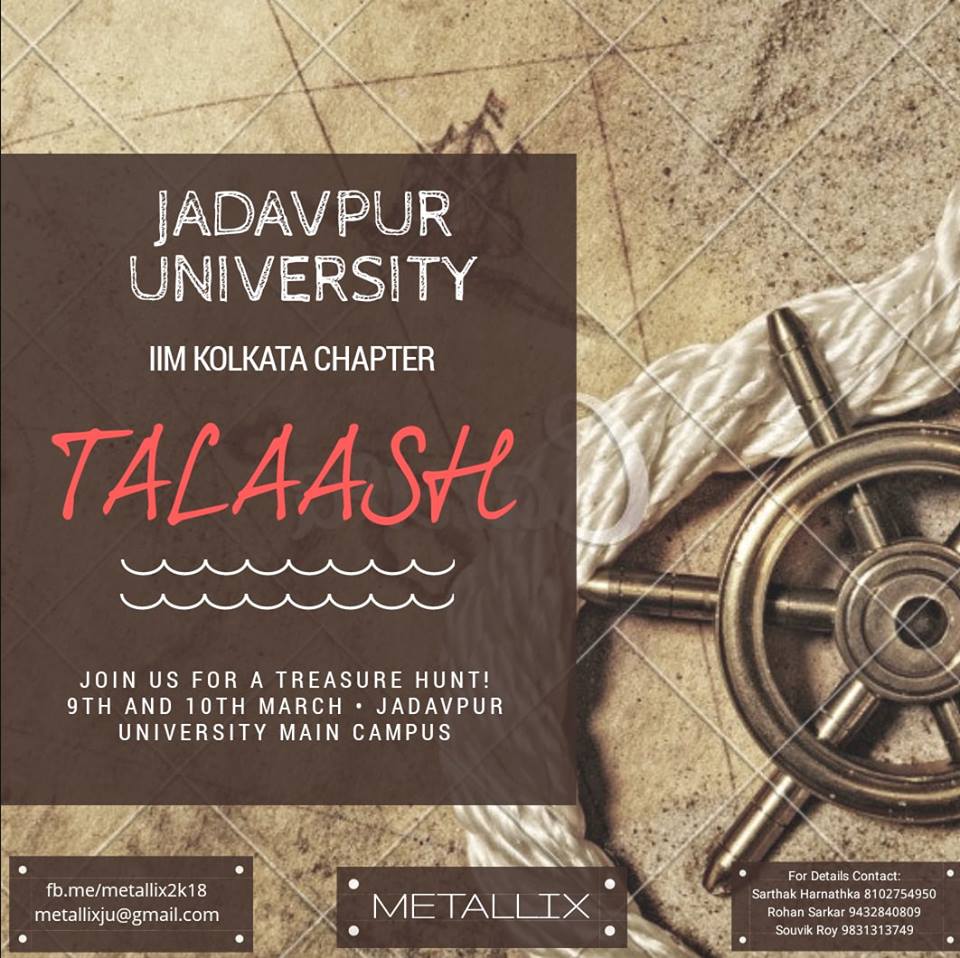 JADAVPUR
UNIVERSITY
IIM KOLKATA CHAPTER
TALAASH
JOIN US FOR A TREASURE HUNT!
9TH AND 10TH MARCH • JADAVPUR
UNIVERSITY MAIN CAMPUS
fb.me/metallix2k18
metallixju@gmail.com
METALLIX
For Details Contact:
Sarthak Harnathka 8102754950
Rohan Sarkar 9432840809
Souvik Roy 9831313749